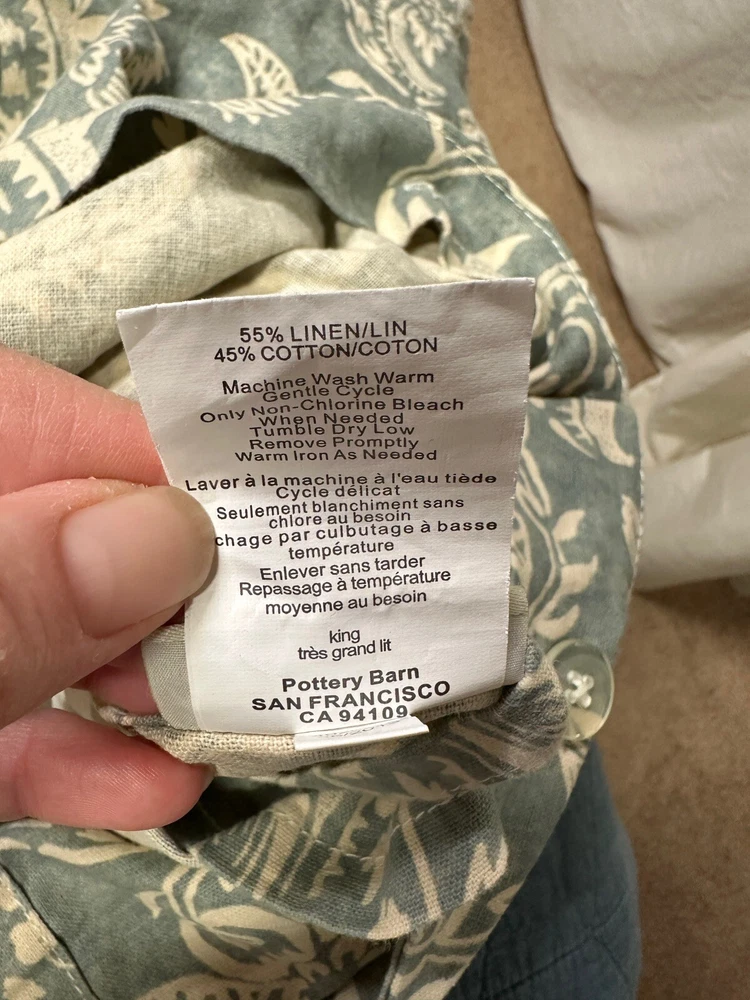 55% LINEN/LIN
45% COTTON/COTON
Machine Wash Warm
Gentle Cycle
Only Non-Chlorine Bleach
When Needed
Tumble Dry Low
Remove Promptly
Warm Iron As Needed
Laver à la machine à l'eau tiède
Cycle délicat
Seulement blanchiment sans
chlore au besoin
chage par culbutage à basse
température
Enlever sans tarder
Repassage à température
moyenne au besoin
king
très grand lit
Pottery Barn
SAN FRANCISCO
CA 94109